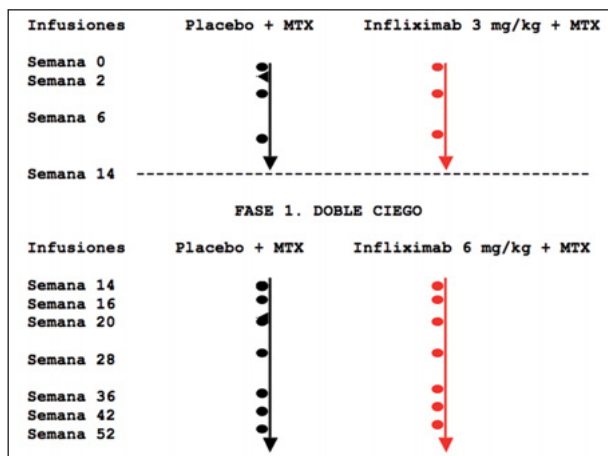 Infusiones Placebo + MTX Infliximab 3 mg/kg + MTX
Semana 0
Semana 2
Semana 6
Semana 14
FASE 1. DOBLE CIEGO
Infusiones Placebo + MTX Infliximab 6 mg/kg + MTX
Semana 14
Semana 16
Semana 20
Semana 28
Semana 36
Semana 42
Semana 52